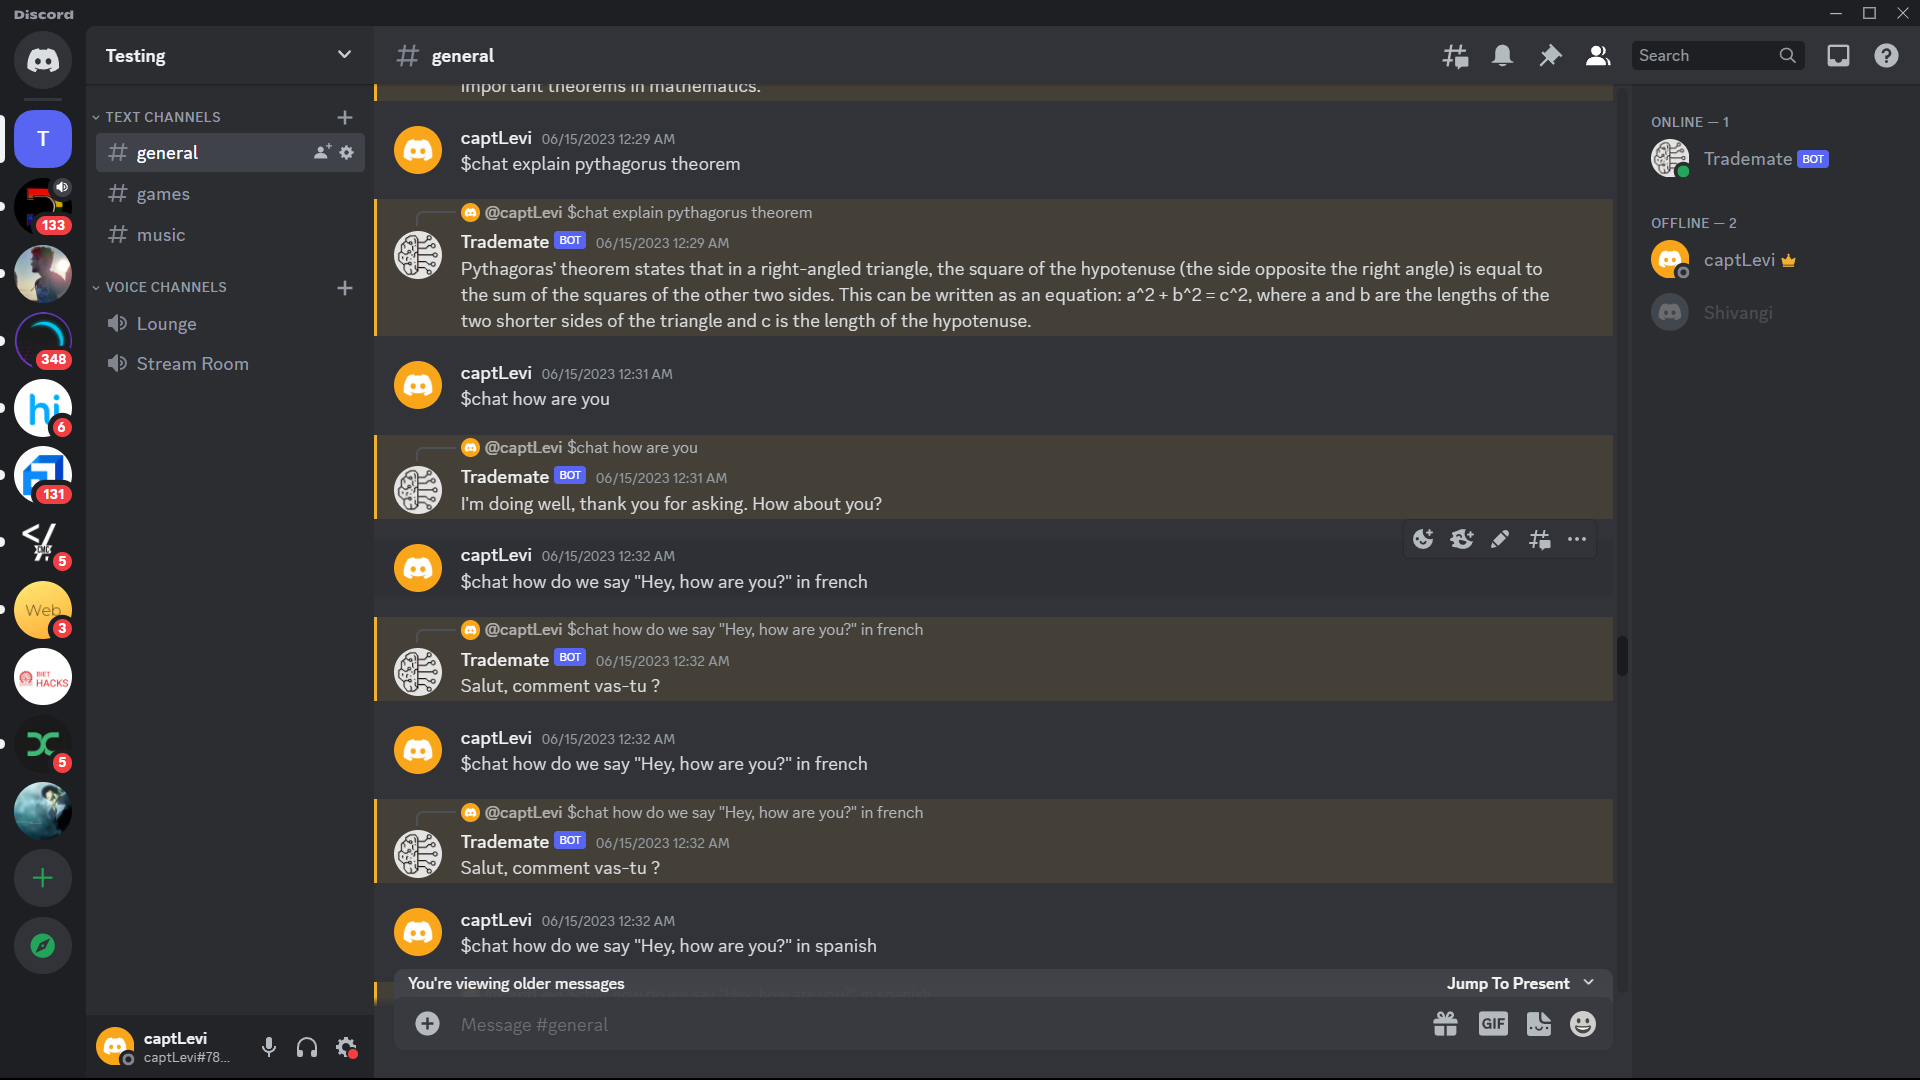 Discord
Testing
TEXT CHANNELS
general
games
music
VOICE CHANNELS
Lounge
Stream Room
T
133
348
hi
6
131
5
Web
3
BIET
HACKS
5
captLevi
captLevi#78...
general
Search
important theorems in mathematics.
captLevi 06/15/2023 12:29 AM
$chat explain pythagorus theorem
@captLevi $chat explain pythagorus theorem
Trademate BOT 06/15/2023 12:29 AM
Pythagoras' theorem states that in a right-angled triangle, the square of the hypotenuse (the side opposite the right angle) is equal to
the sum of the squares of the other two sides. This can be written as an equation: a^2 + b^2 = c^2, where a and b are the lengths of the
two shorter sides of the triangle and c is the length of the hypotenuse.
captLevi 06/15/2023 12:31 AM
$chat how are you
@captLevi $chat how are you
Trademate BOT 06/15/2023 12:31 AM
I'm doing well, thank you for asking. How about you?
captLevi 06/15/2023 12:32 AM
$chat how do we say "Hey, how are you?" in french
@captLevi $chat how do we say "Hey, how are you?" in french
Trademate BOT 06/15/2023 12:32 AM
Salut, comment vas-tu ?
captLevi 06/15/2023 12:32 AM
$chat how do we say "Hey, how are you?" in french
@captLevi $chat how do we say "Hey, how are you?" in french
Trademate BOT 06/15/2023 12:32 AM
Salut, comment vas-tu ?
captLevi 06/15/2023 12:32 AM
$chat how do we say "Hey, how are you?" in spanish
You're viewing older messages
Jump To Present
Message #general
GIF
ONLINE — 1
Trademate BOT
OFFLINE — 2
captLevi
Shivangi